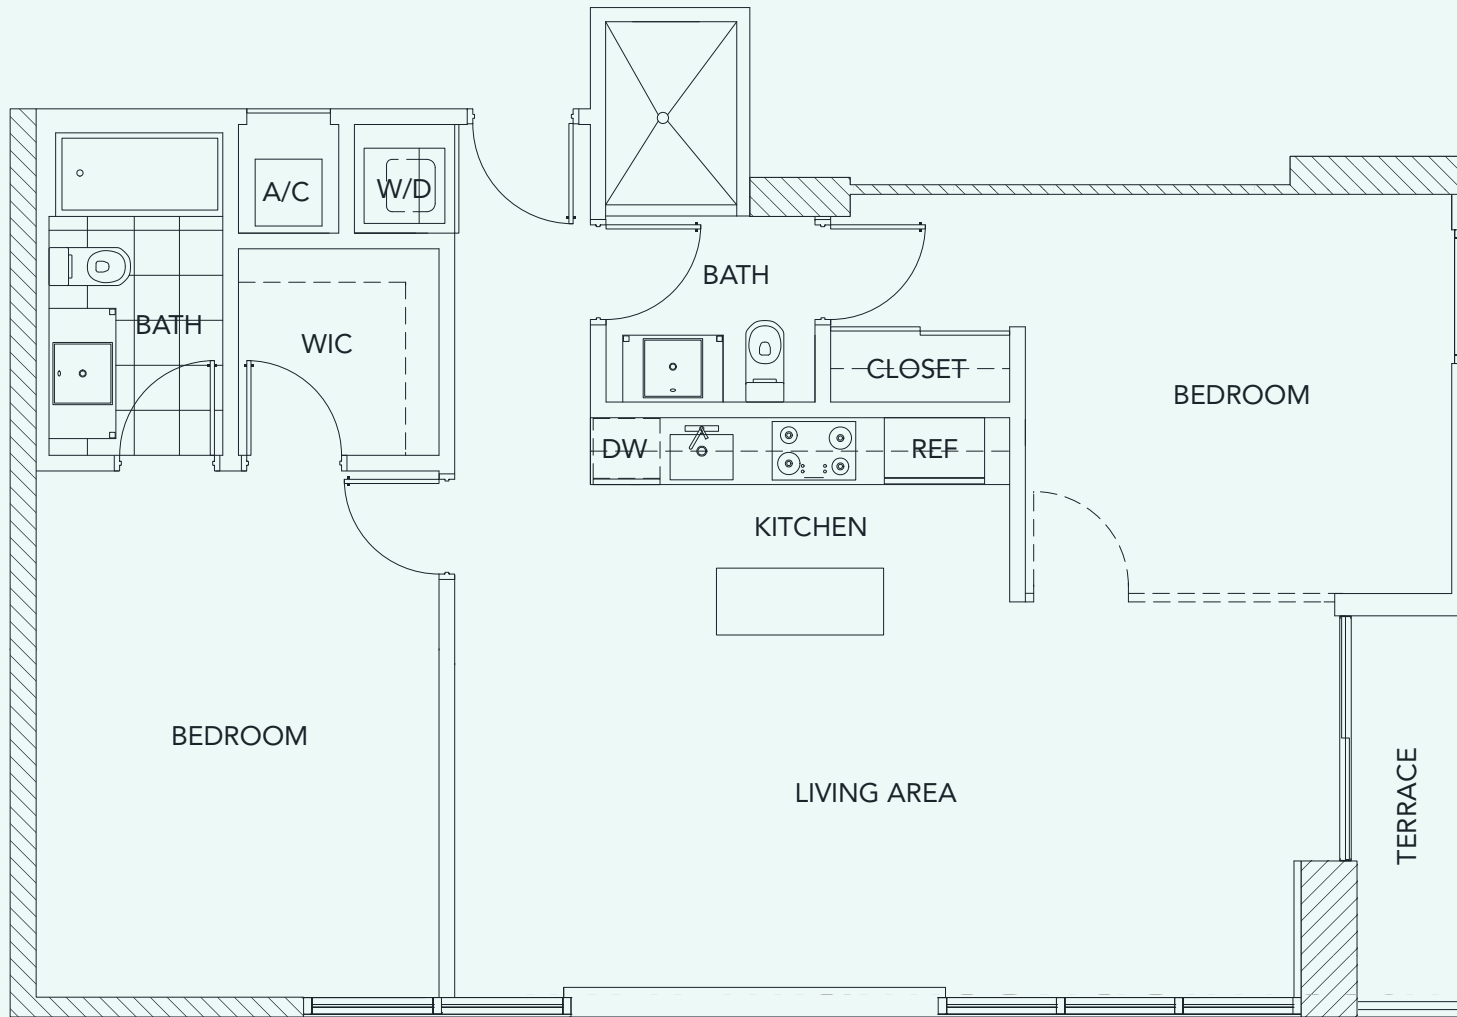 A/C
W/D
BATH
BATH
WIC
CLOSET
BEDROOM
DW
REF
KITCHEN
BEDROOM
LIVING AREA
TERRACE